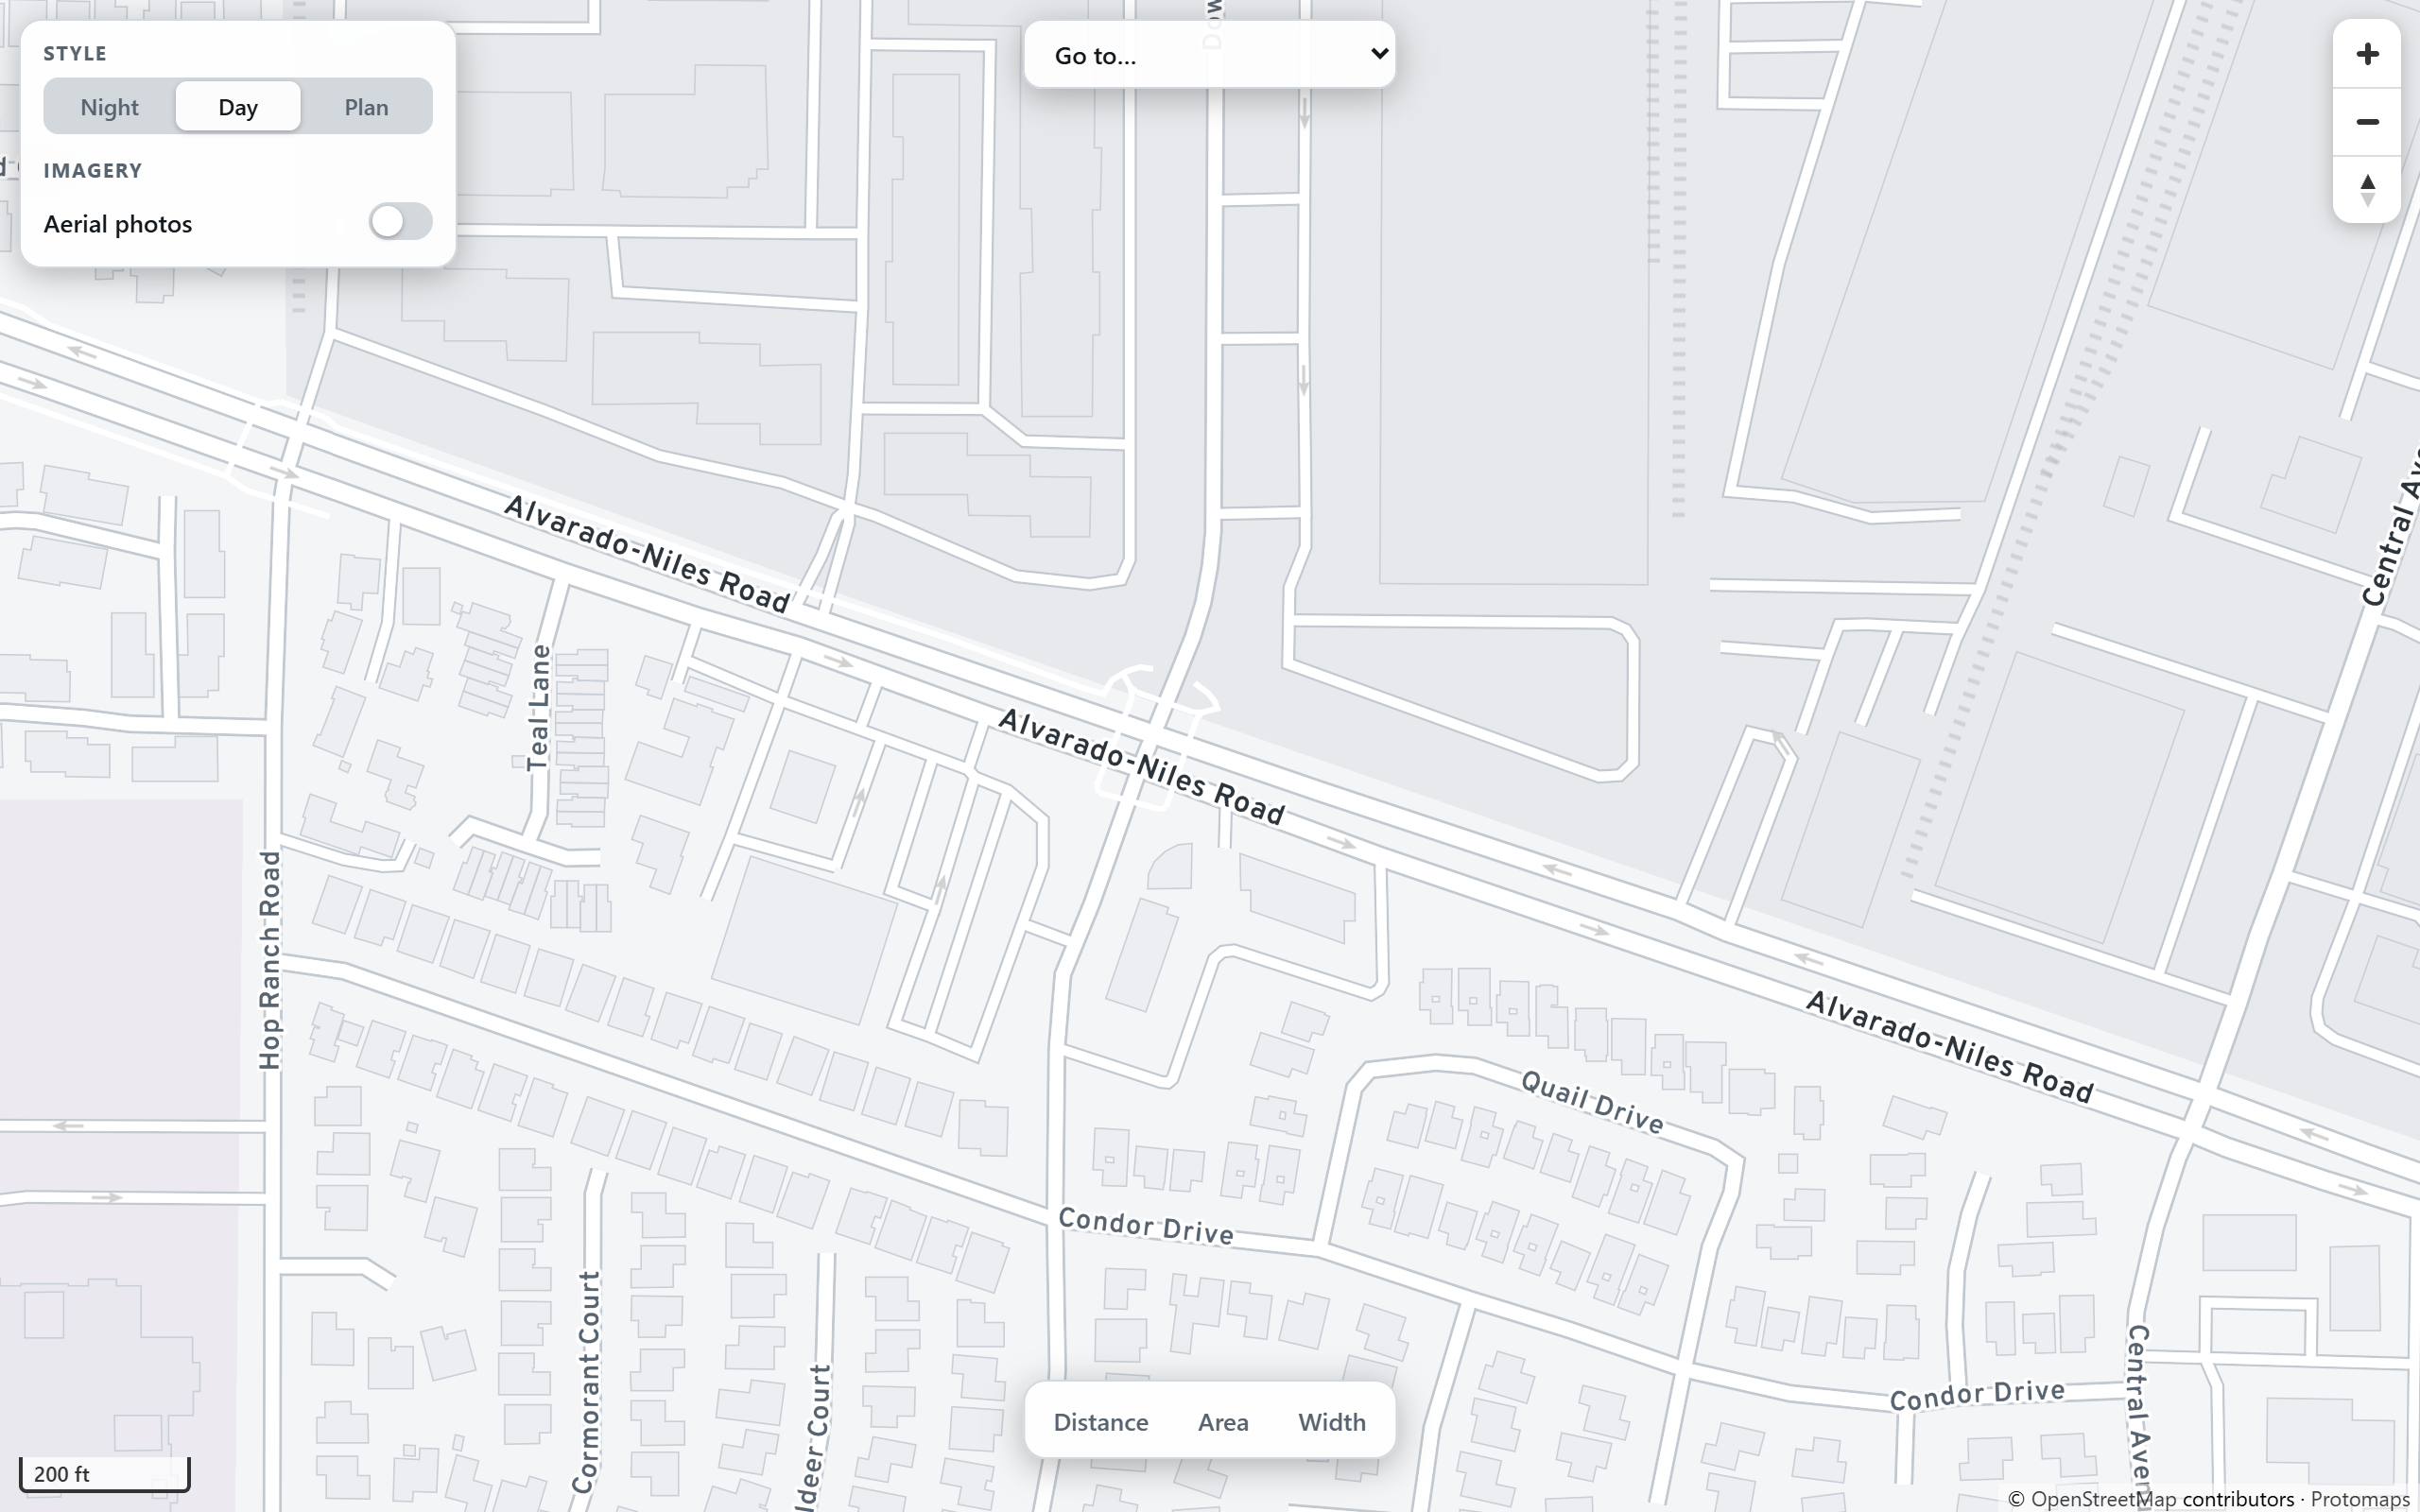 STYLE
Night Day Plan
IMAGERY
Aerial photos
Go to...
Alvarado-Niles Road
Alvarado-Niles Road
Alvarado-Niles Road
Teal Lane
Hop Ranch Road
Quail Drive
Condor Drive
Condor Drive
Cormorant Court
Court
Central
Central
Distance Area Width
200 ft
© OpenStreetMap contributors · Protomaps